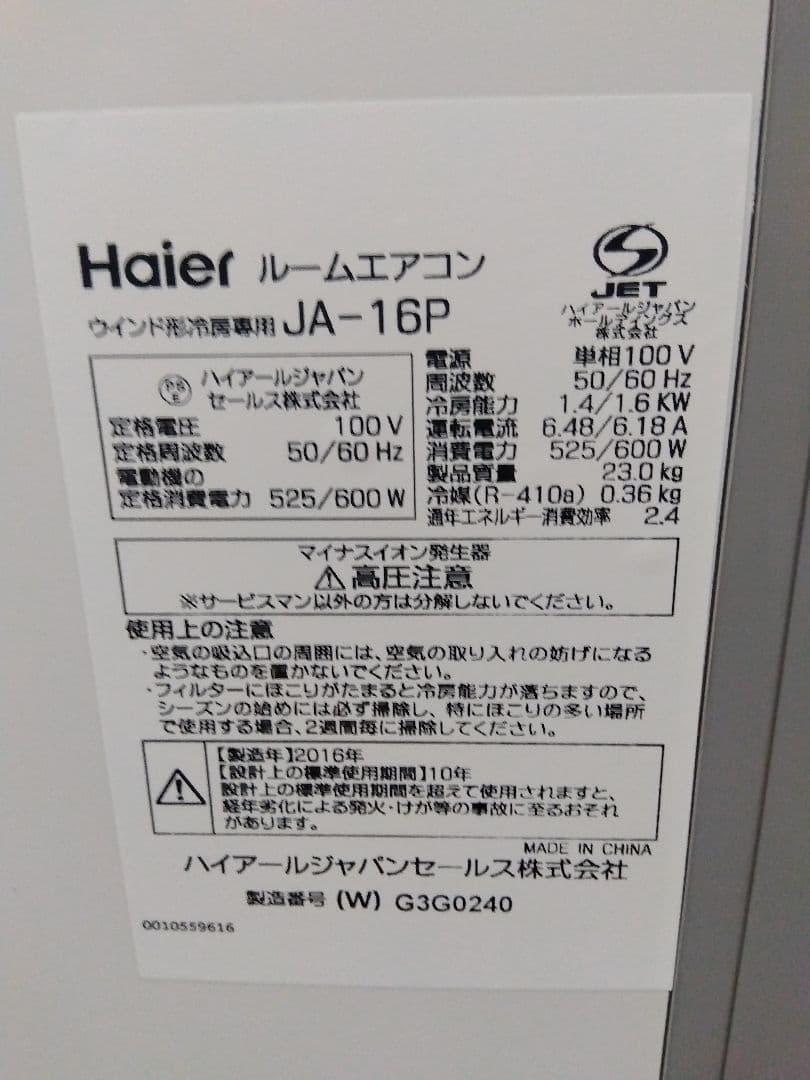 Haier ルームエアコン
ウインド形冷房専用 JA-16P
JET
ハイアールジャパン
ホールディングス
株式会社
PSE ハイアールジャパン
セールス株式会社
定格電圧 100V
定格周波数 50/60Hz
電動機の
定格消費電力 525/600W
電源 単相100V
周波数 50/60Hz
冷房能力 1.4/1.6KW
運転電流 6.48/6.18A
消費電力 525/600W
製品質量 23.0kg
冷媒(R-410a) 0.36kg
通年エネルギー消費効率 2.4
マイナスイオン発生器
⚠高圧注意
※サービスマン以外の方は分解しないでください。
使用上の注意
・空気の吸込口の周囲には、空気の取り入れの妨げになる
ようなものを置かないでください。
・フィルターにほこりがたまると冷房能力が落ちますので、
シーズンの始めには必ず掃除し、特にほこりの多い場所
で使用する場合、2週間毎に掃除してください。
【製造年】2016年
【設計上の標準使用期間】10年
設計上の標準使用期間を超えて使用されますと、
経年劣化による発火・けが等の事故に至るおそれ
があります。
MADE IN CHINA
ハイアールジャパンセールス株式会社
製造番号 (W) G3G0240
0010559616